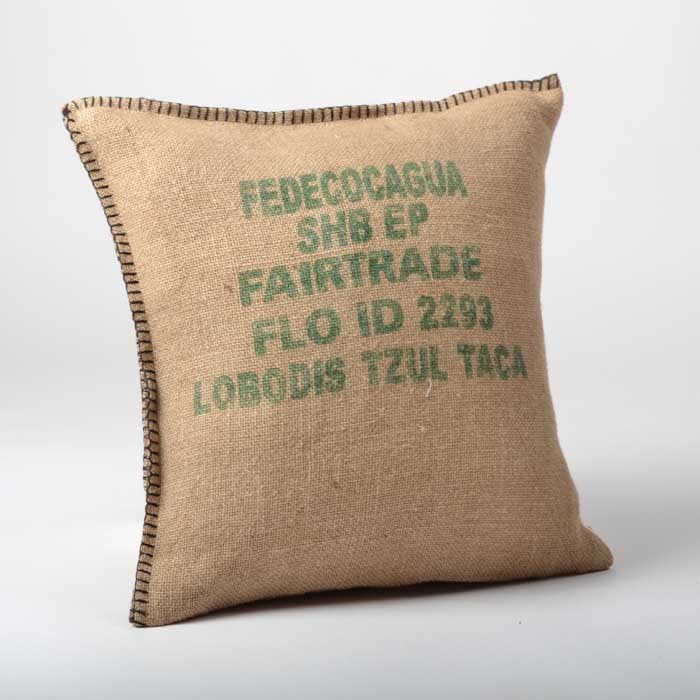 FEDECOCAGUA
SHB EP
FAIRTRADE
FLO ID 2293
LOBODIS TZUL TACA